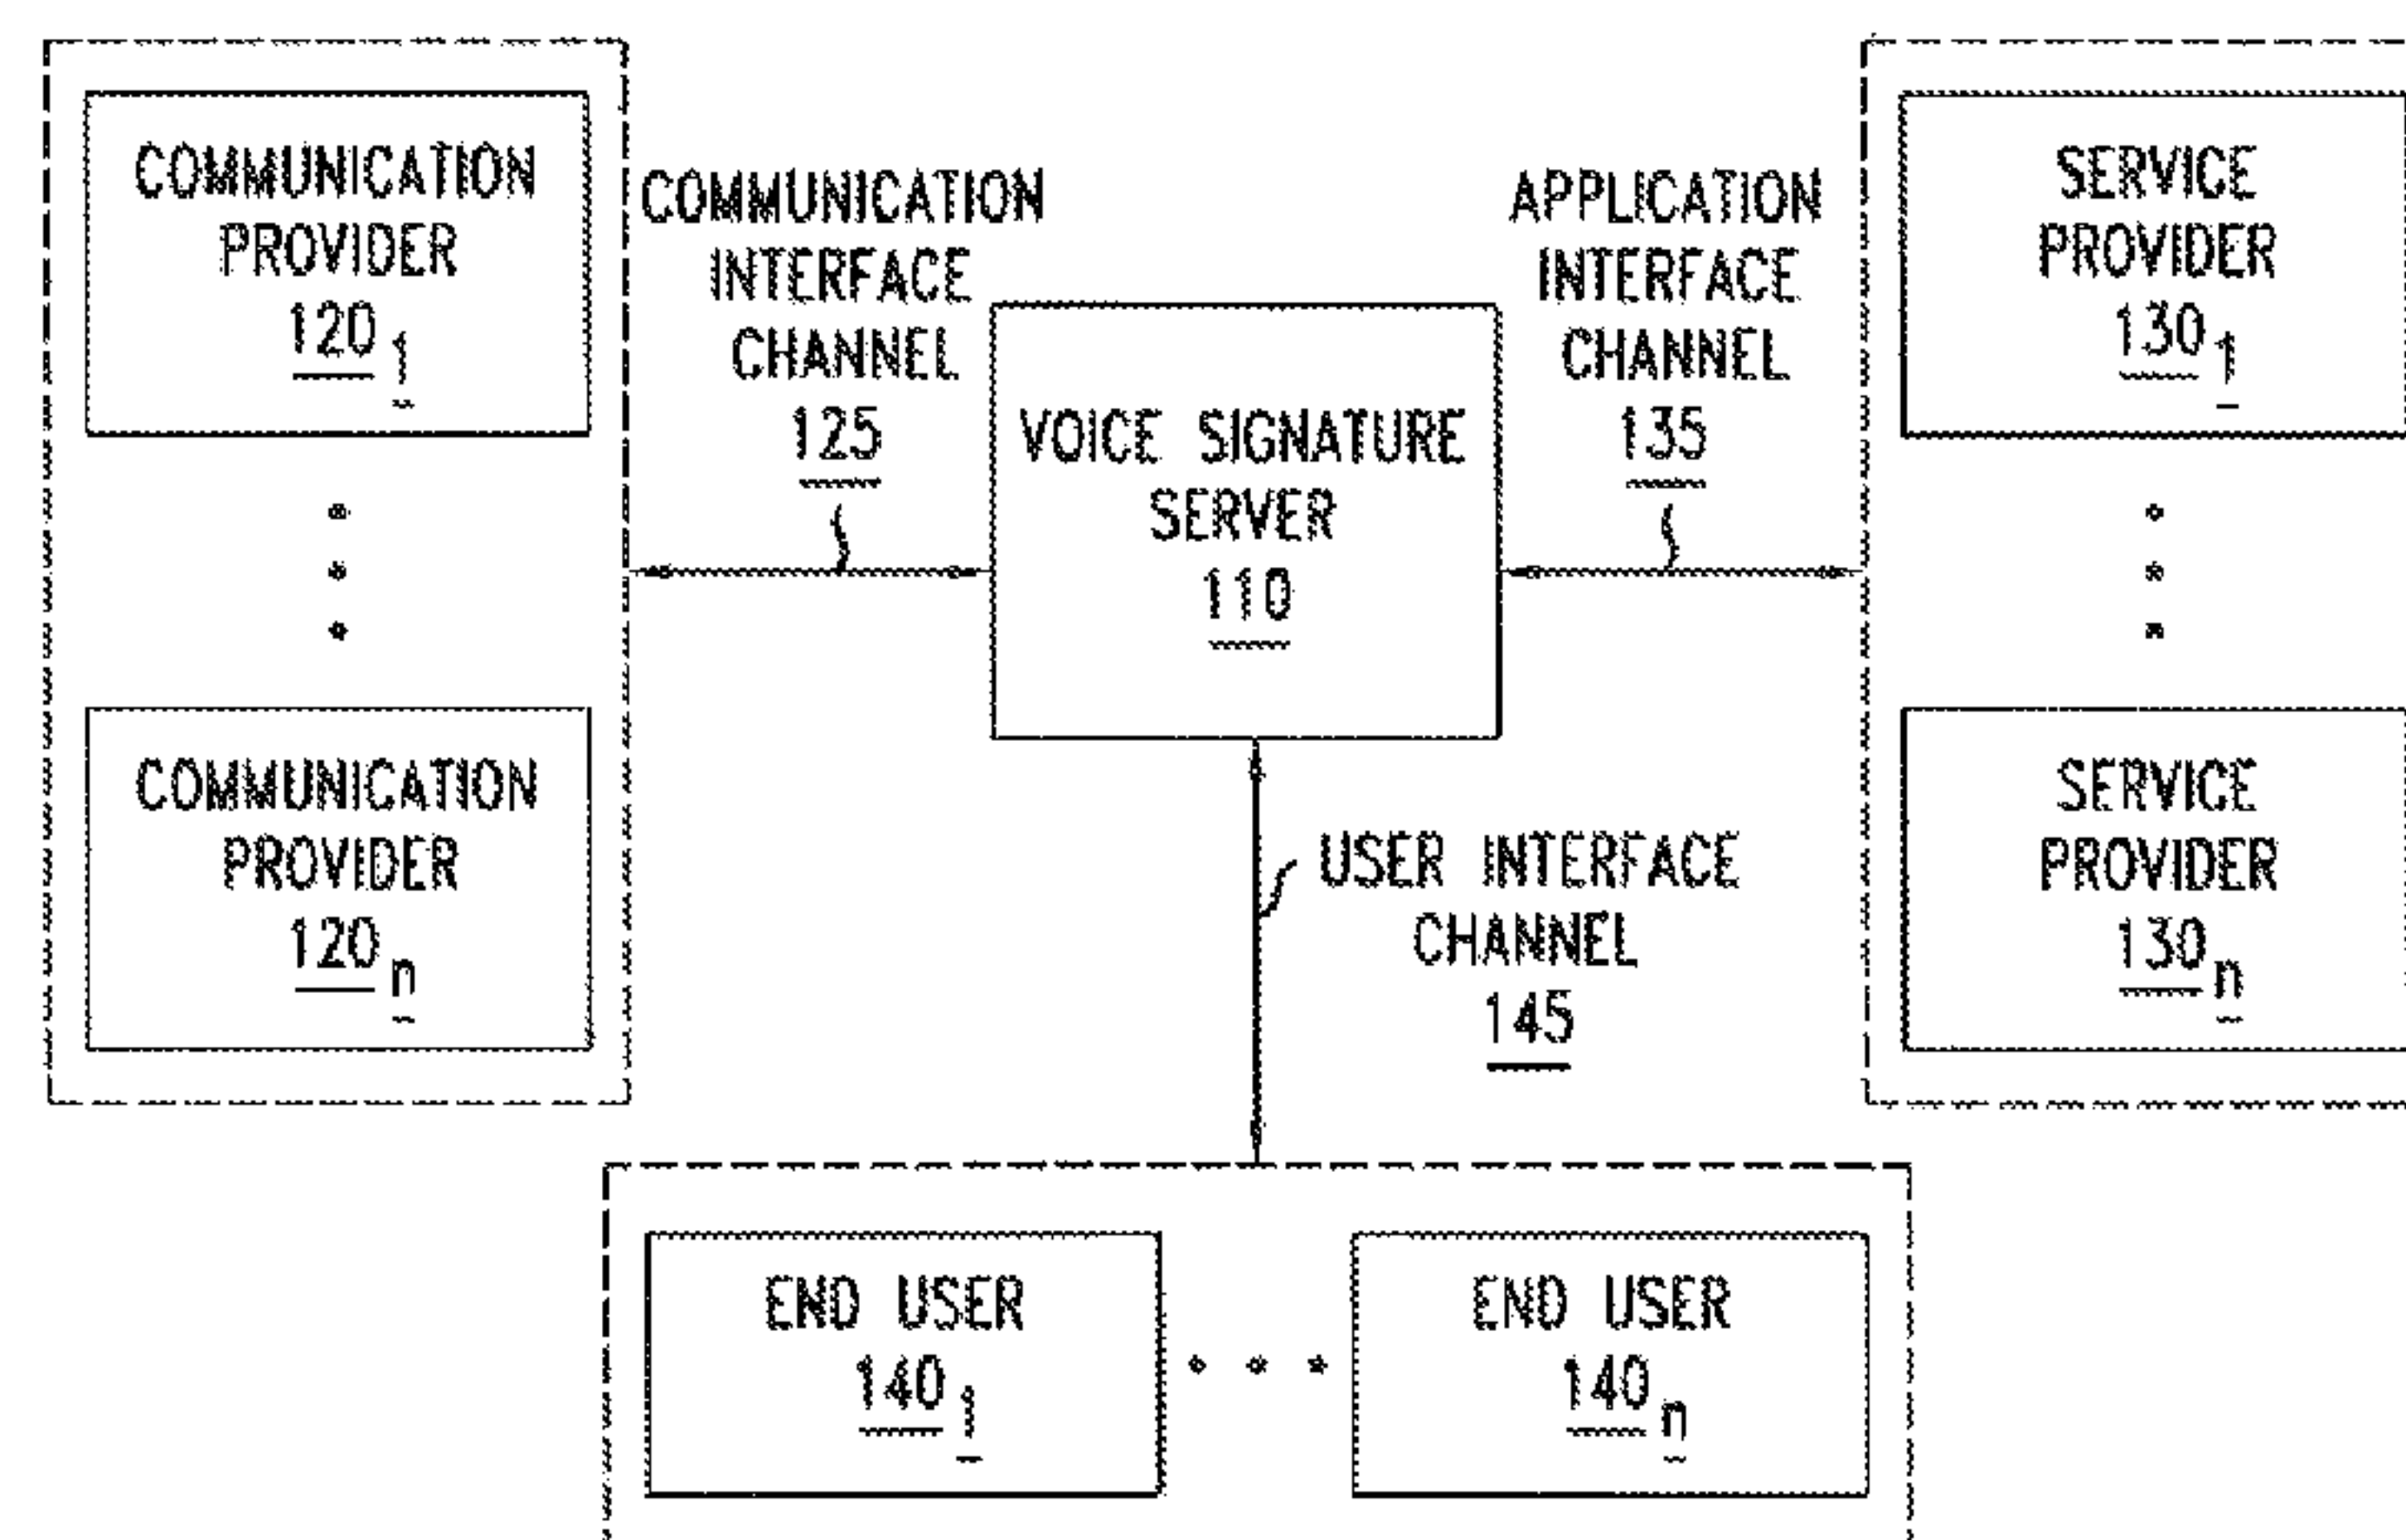 COMMUNICATION
PROVIDER
120 1
COMMUNICATION
INTERFACE
CHANNEL
125
VOICE SIGNATURE
SERVER
110
APPLICATION
INTERFACE
CHANNEL
135
SERVICE
PROVIDER
130 1
COMMUNICATION
PROVIDER
120 n
USER INTERFACE
CHANNEL
145
SERVICE
PROVIDER
130 n
END USER
140 1
END USER
140 n